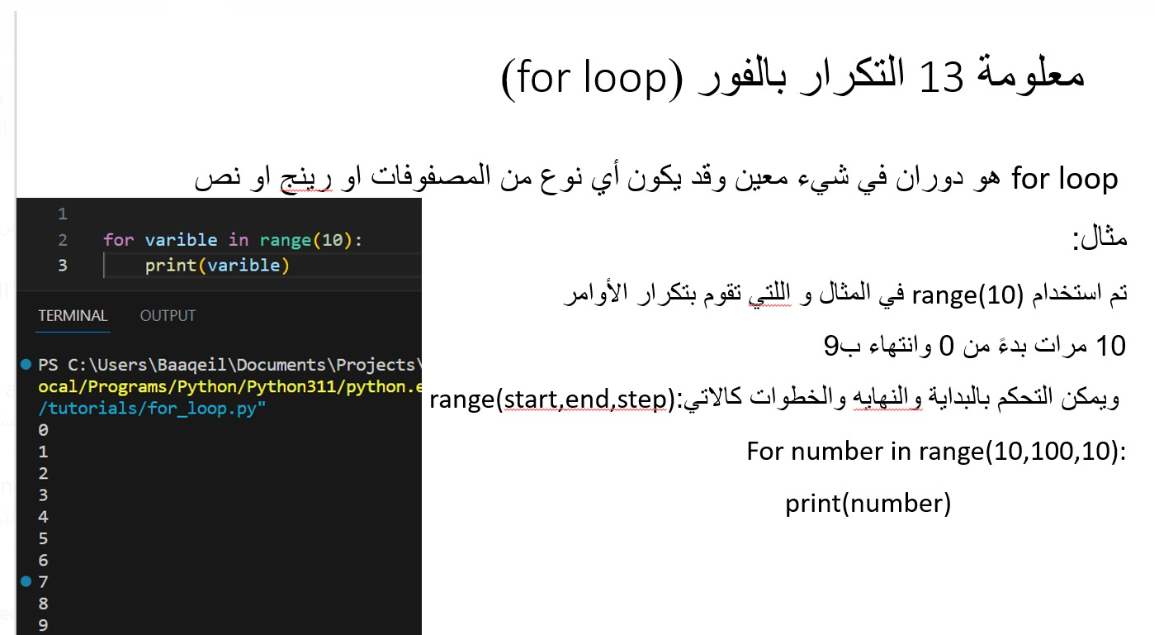 معلومة 13 التكرار بالفور (for loop)
for loop هو دوران في شيء معين وقد يكون أي نوع من المصفوفات او رينج او نص
مثال:
تم استخدام range(10) في المثال و اللتي تقوم بتكرار الأوامر
10 مرات بدءً من 0 وانتهاء ب9
ويمكن التحكم بالبداية والنهايه والخطوات كالاتي:range(start,end,step)
For number in range(10,100,10):
print(number)
1
2 for varible in range(10):
3 print(varible)
TERMINAL OUTPUT
PS C:\Users\Baaqeil\Documents\Projects\
ocal/Programs/Python/Python311/python.e
/tutorials/for_loop.py"
0
1
2
3
4
5
6
7
8
9